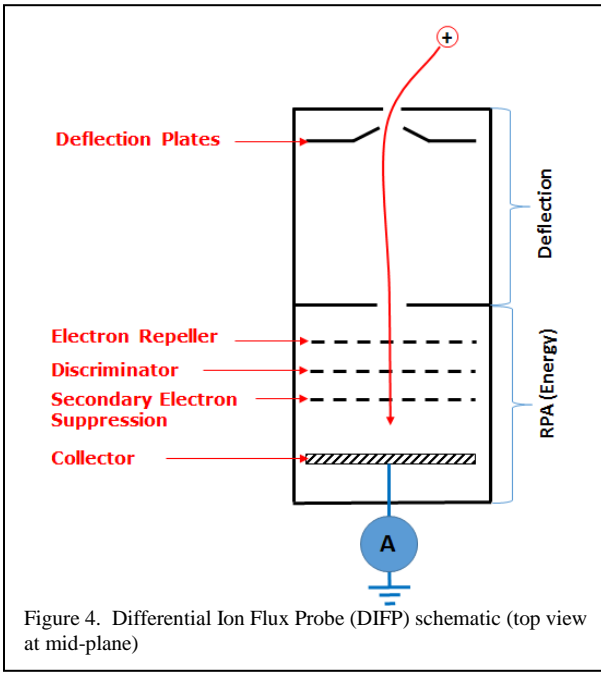 +
Deflection Plates
Deflection
Electron Repeller
Discriminator
Secondary Electron
Suppression
Collector
RPA (Energy)
A
Figure 4.  Differential Ion Flux Probe (DIFP) schematic (top view
at mid-plane)